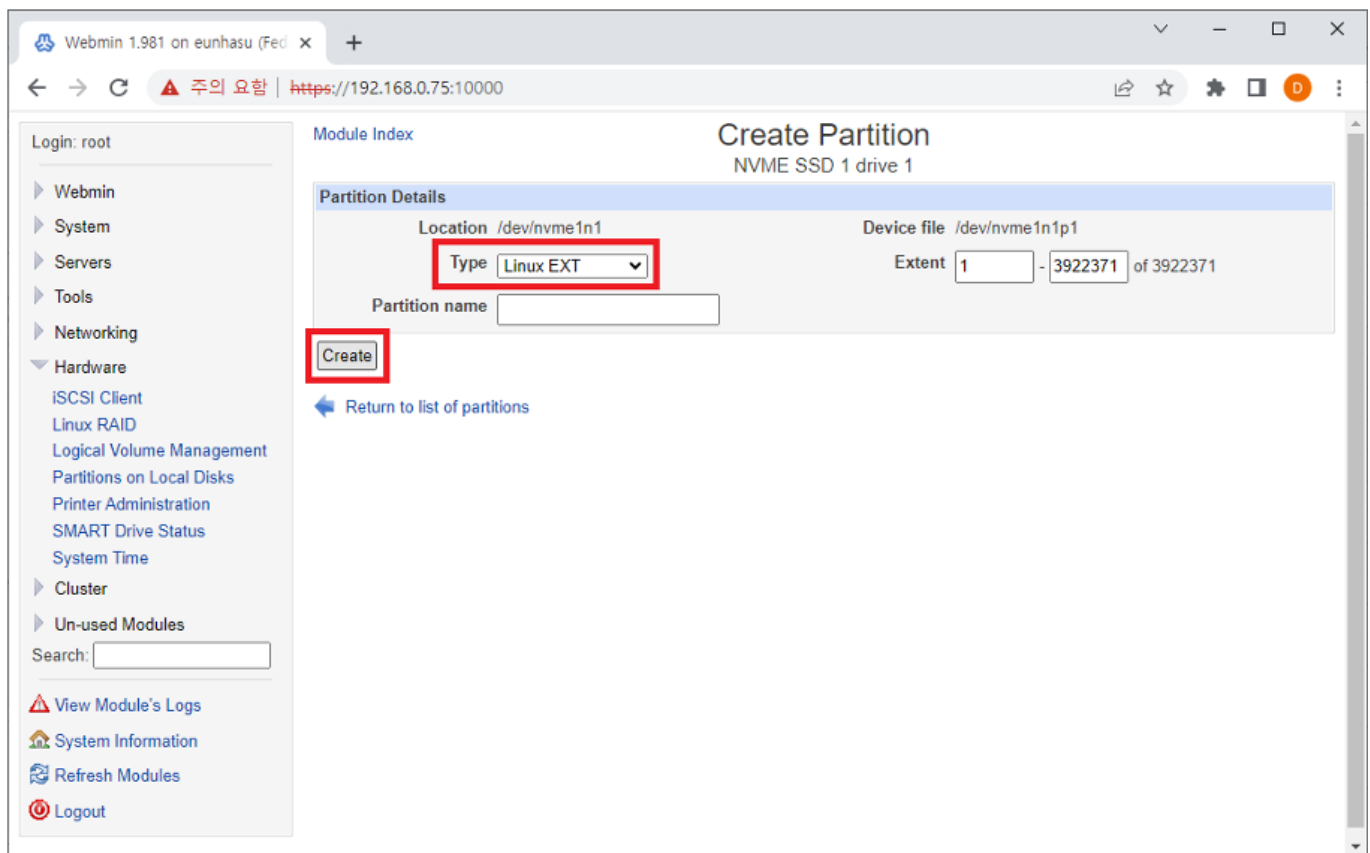 Webmin 1.981 on eunhasu (Fed
주의 요함 | https://192.168.0.75:10000
D
Login: root
Webmin
System
Servers
Tools
Networking
Hardware
iSCSI Client
Linux RAID
Logical Volume Management
Partitions on Local Disks
Printer Administration
SMART Drive Status
System Time
Cluster
Un-used Modules
Search:
View Module's Logs
System Information
Refresh Modules
Logout
Module Index
Create Partition
NVME SSD 1 drive 1
Partition Details
Location /dev/nvme1n1 Device file /dev/nvme1n1p1
Type Linux EXT Extent 1 - 3922371 of 3922371
Partition name
Create
Return to list of partitions